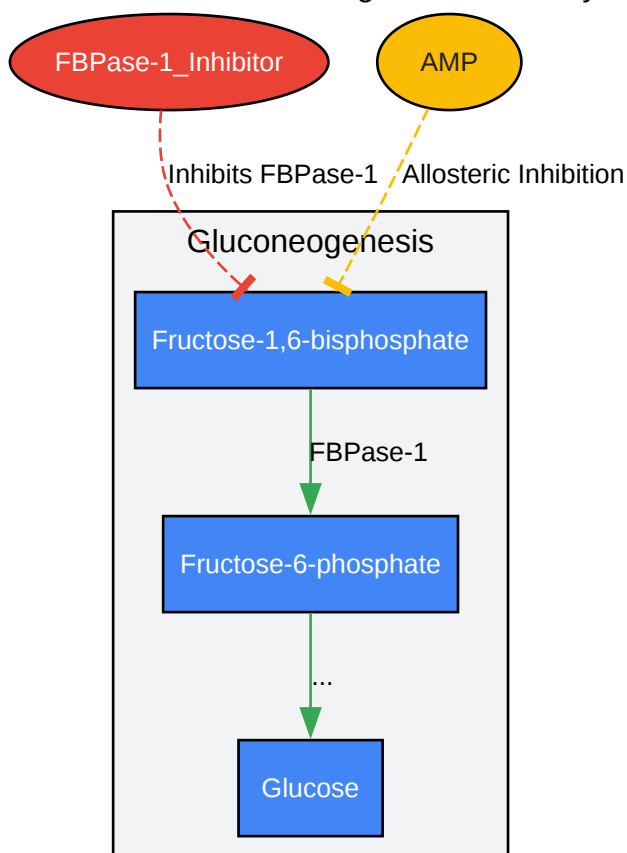 FBPase-1_Inhibitor
AMP
Inhibits FBPase-1
Allosteric Inhibition
Gluconeogenesis
Fructose-1,6-bisphosphate
FBPase-1
Fructose-6-phosphate
...
Glucose